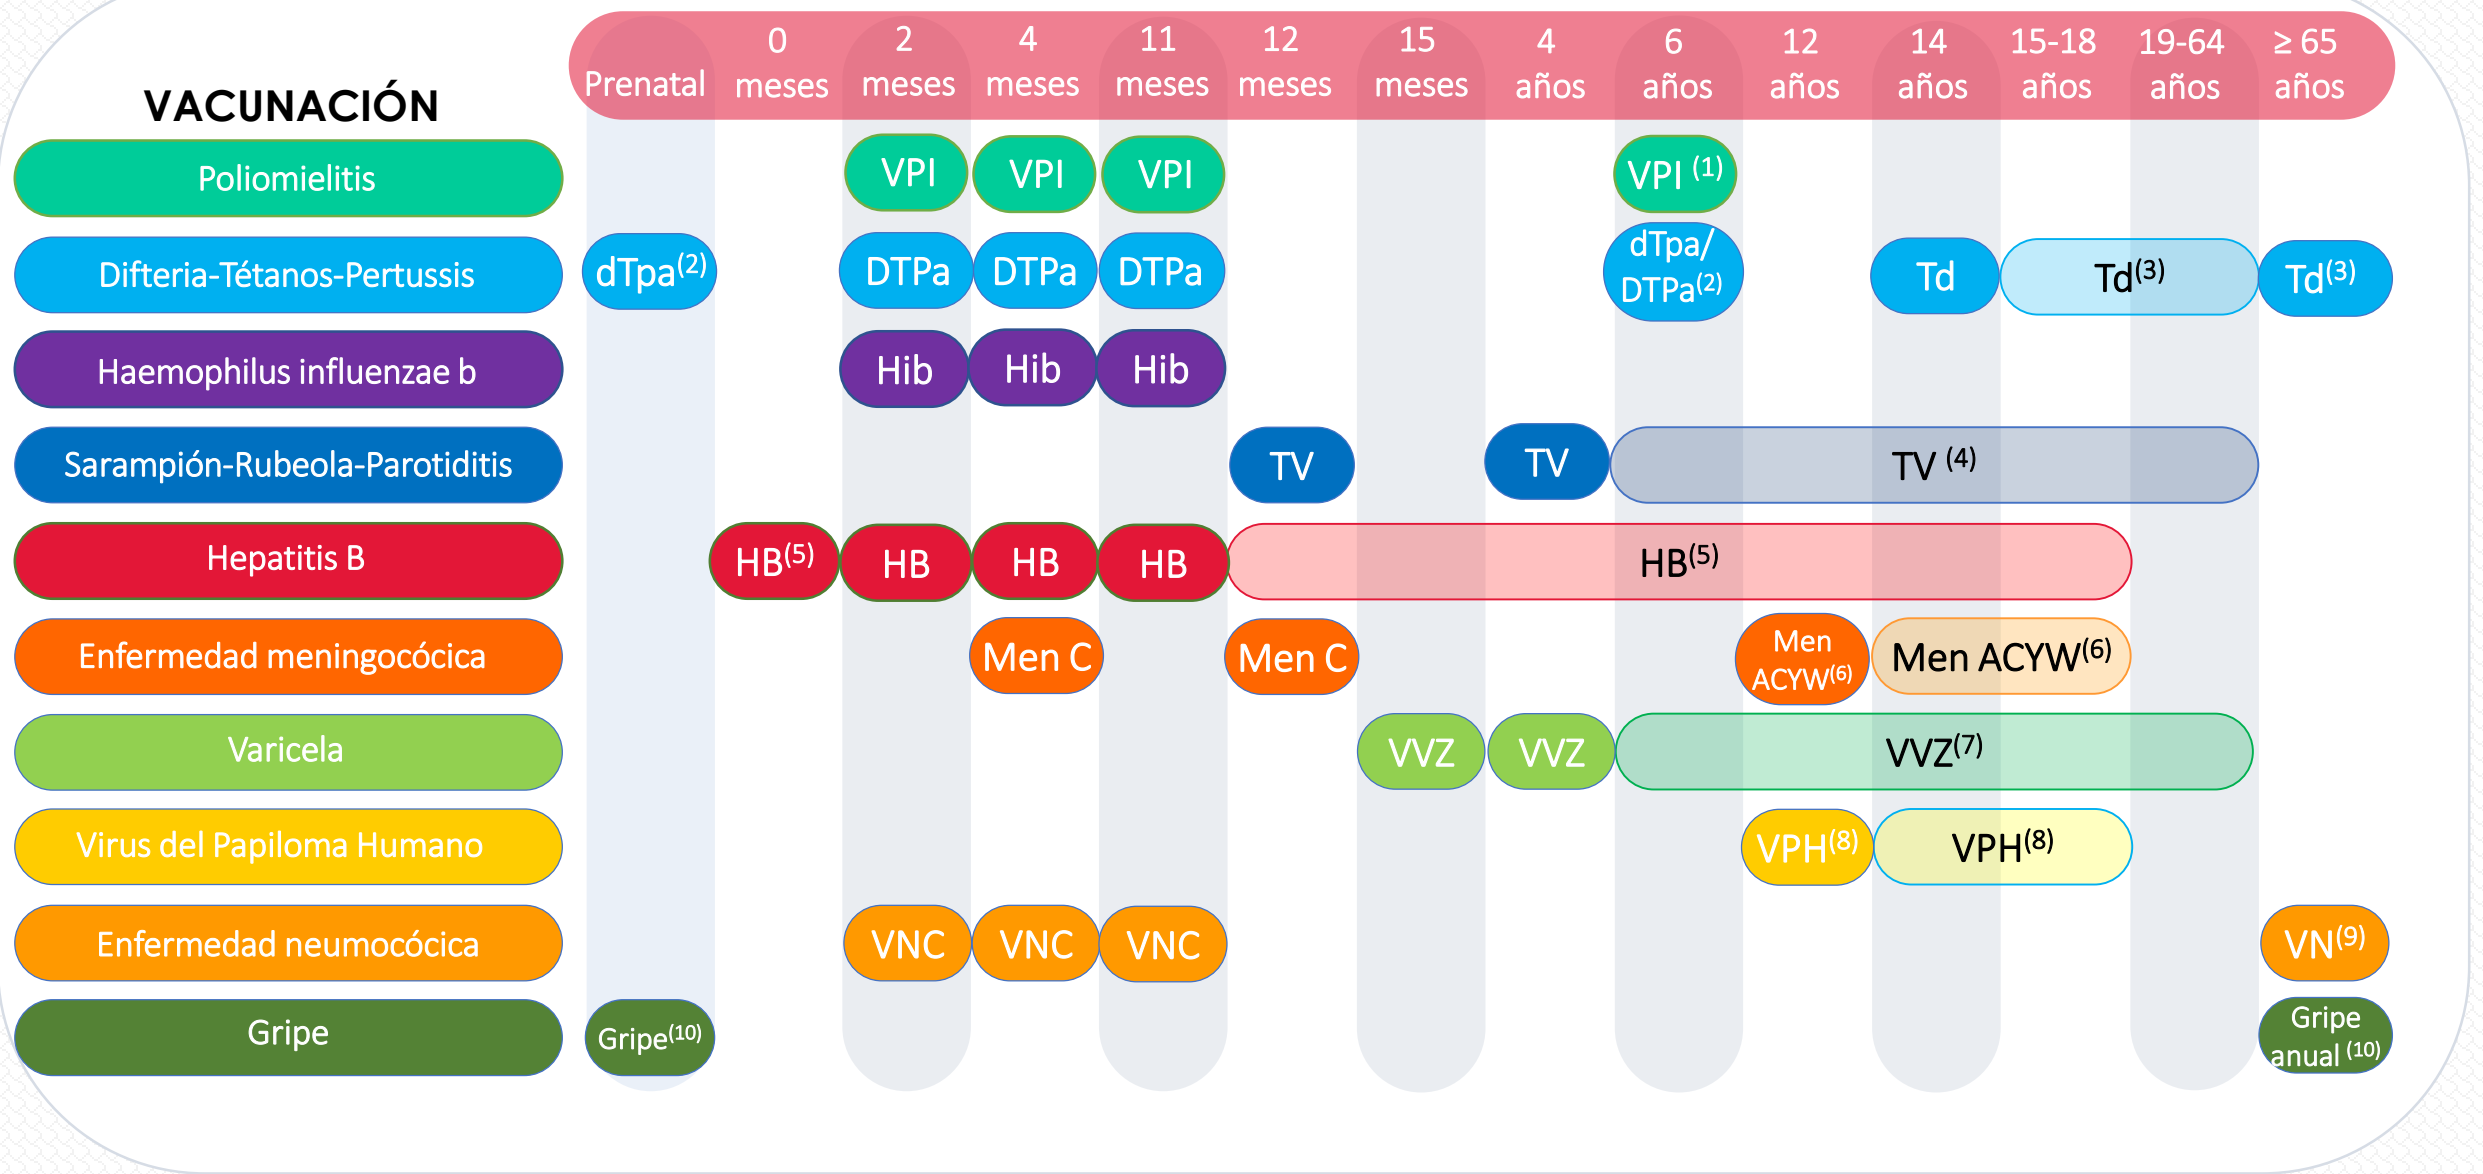 VACUNACIÓN
Prenatal
0 meses
2 meses
4 meses
11 meses
12 meses
15 meses
4 años
6 años
12 años
14 años
15-18 años
19-64 años
≥ 65 años
Poliomielitis
VPI
VPI
VPI
VPI (1)
Difteria-Tétanos-Pertussis
dTpa(2)
DTPa
DTPa
DTPa
dTpa/
DTPa(2)
Td
Td(3)
Td(3)
Haemophilus influenzae b
Hib
Hib
Hib
Sarampión-Rubeola-Parotiditis
TV
TV
TV (4)
Hepatitis B
HB(5)
HB
HB
HB
HB(5)
Enfermedad meningocócica
Men C
Men C
Men
ACYW(6)
Men ACYW(6)
Varicela
VVZ
VVZ
VVZ(7)
Virus del Papiloma Humano
VPH(8)
VPH(8)
Enfermedad neumocócica
VNC
VNC
VNC
VN(9)
Gripe
Gripe(10)
Gripe
anual (10)